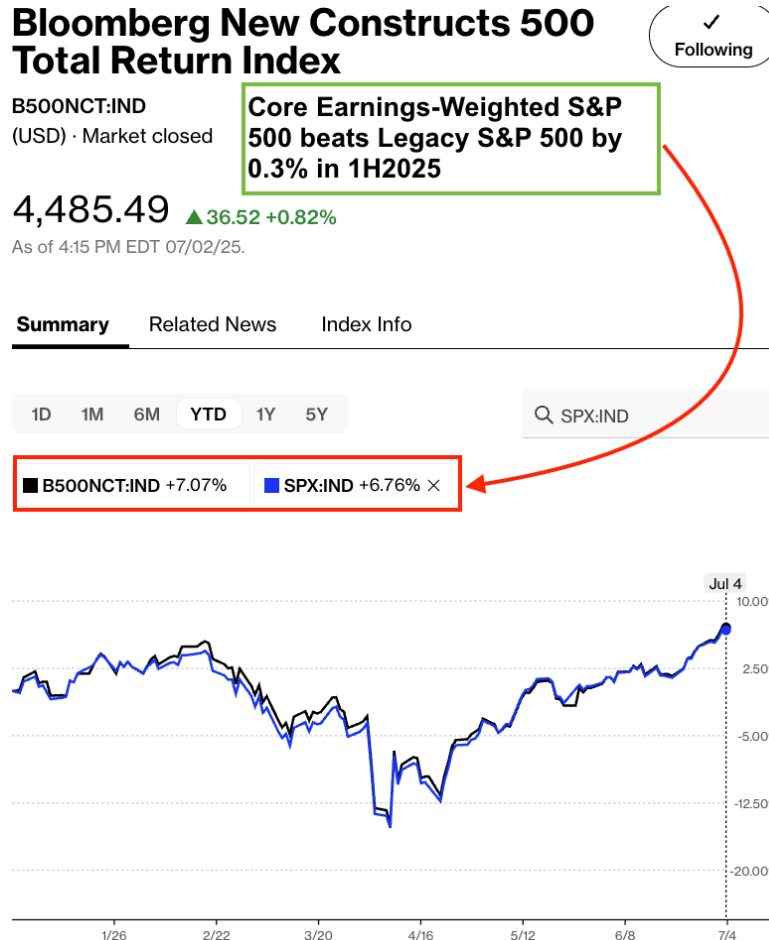 Bloomberg New Constructs 500
Total Return Index
Following
B500NCT:IND
(USD) · Market closed
Core Earnings-Weighted S&P
500 beats Legacy S&P 500 by
0.3% in 1H2025
4,485.49 ▲36.52 +0.82%
As of 4:15 PM EDT 07/02/25.
Summary Related News Index Info
1D 1M 6M YTD 1Y 5Y
SPX:IND
B500NCT:IND +7.07% SPX:IND +6.76% ×
Jul 4
10.00
2.50
-5.00
-12.50
-20.00
1/26 2/22 3/20 4/16 5/12 6/8 7/4